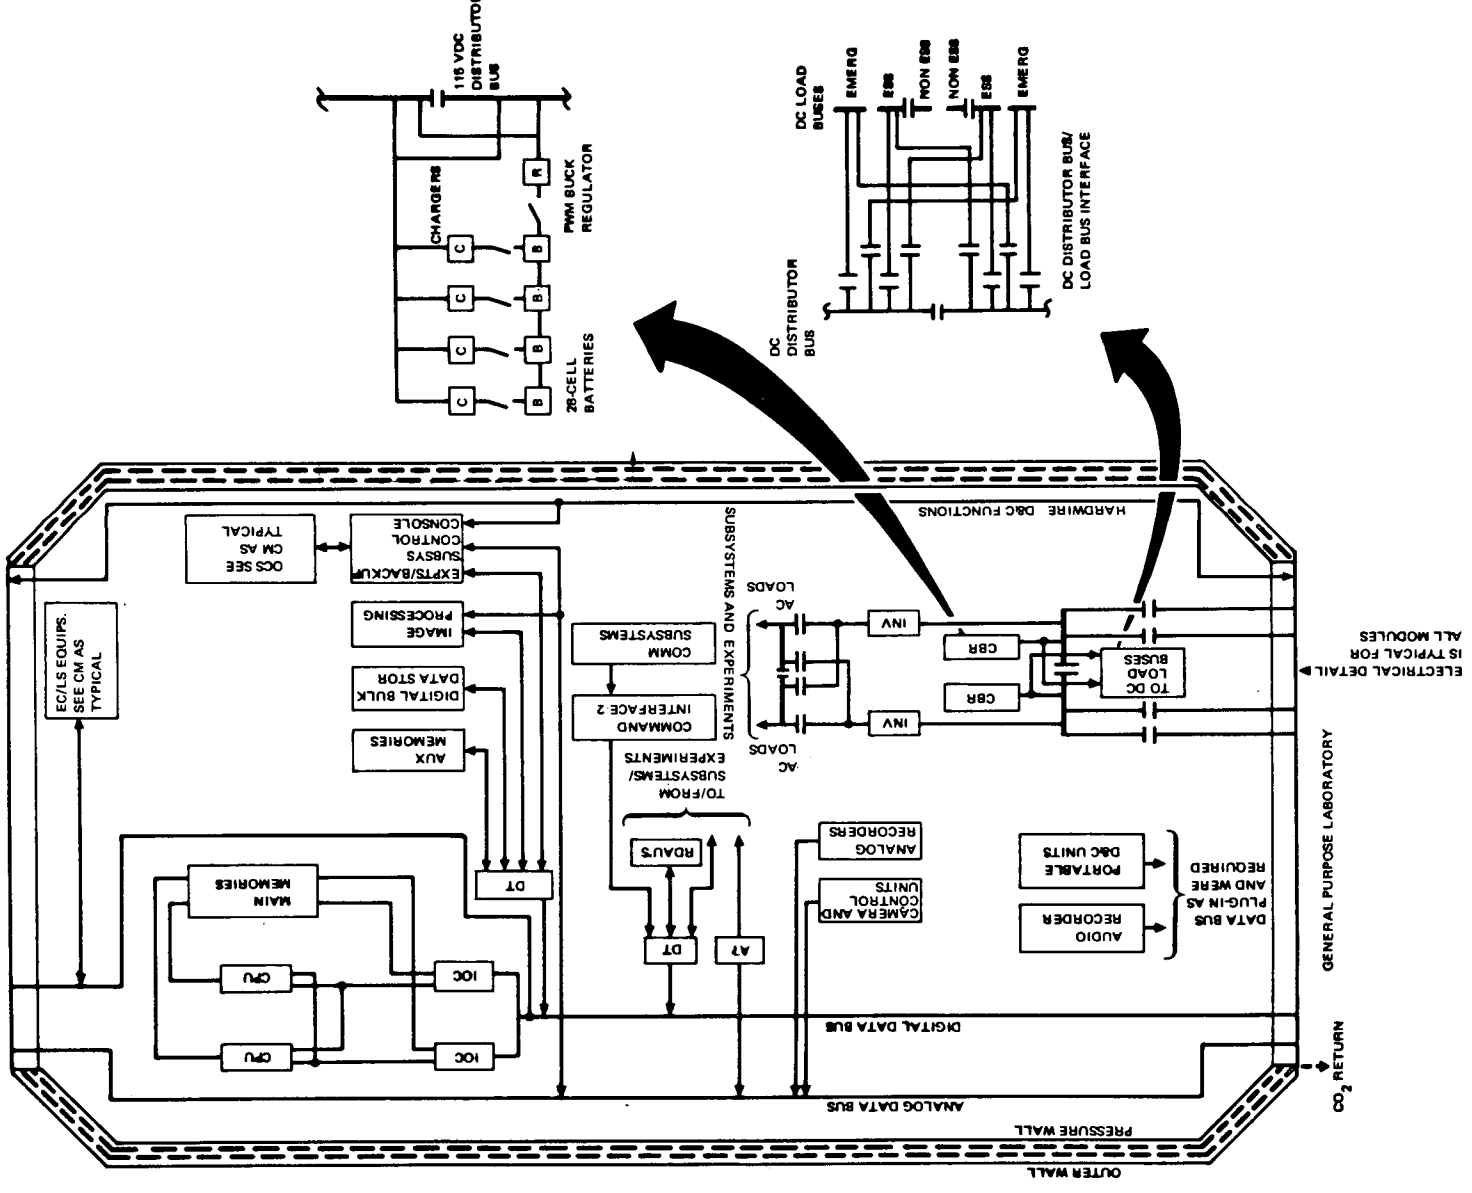 115 VDC
DISTRIBUTOR
BUS
CHARGERS
C
C
C
C
B
B
B
B
R
PWM BUCK
REGULATOR
28-CELL
BATTERIES
DC LOAD
BUSES
EMERG
ESS
NON ESS
NON ESS
ESS
EMERG
DC
DISTRIBUTOR
BUS
DC DISTRIBUTOR BUS/
LOAD BUS INTERFACE
HARDWIRE D&C FUNCTIONS
OCS SEE
CM AS
TYPICAL
EXPTS/BACKUP
SUBSYS
CONTROL
CONSOLE
IMAGE
PROCESSING
DIGITAL BULK
DATA STOR
AUX
MEMORIES
EC/LS EQUIPS.
SEE CM AS
TYPICAL
COMM
SUBSYSTEMS
COMMAND
INTERFACE-2
SUBSYSTEMS AND EXPERIMENTS
AC
LOADS
AC
LOADS
INV
INV
CBR
CBR
TO DC
LOAD
BUSES
ELECTRICAL DETAIL
IS TYPICAL FOR
ALL MODULES
TO/FROM
SUBSYSTEMS/
EXPERIMENTS
RDAU'S
DT
DT
A?
MAIN
MEMORIES
CPU
CPU
IOC
IOC
ANALOG
RECORDERS
CAMERA AND
CONTROL
UNITS
PORTABLE
D&C UNITS
AUDIO
RECORDER
DATA BUS
PLUG-IN AS
AND WERE
REQUIRED
GENERAL PURPOSE LABORATORY
DIGITAL DATA BUS
ANALOG DATA BUS
PRESSURE WALL
OUTER WALL
CO2 RETURN